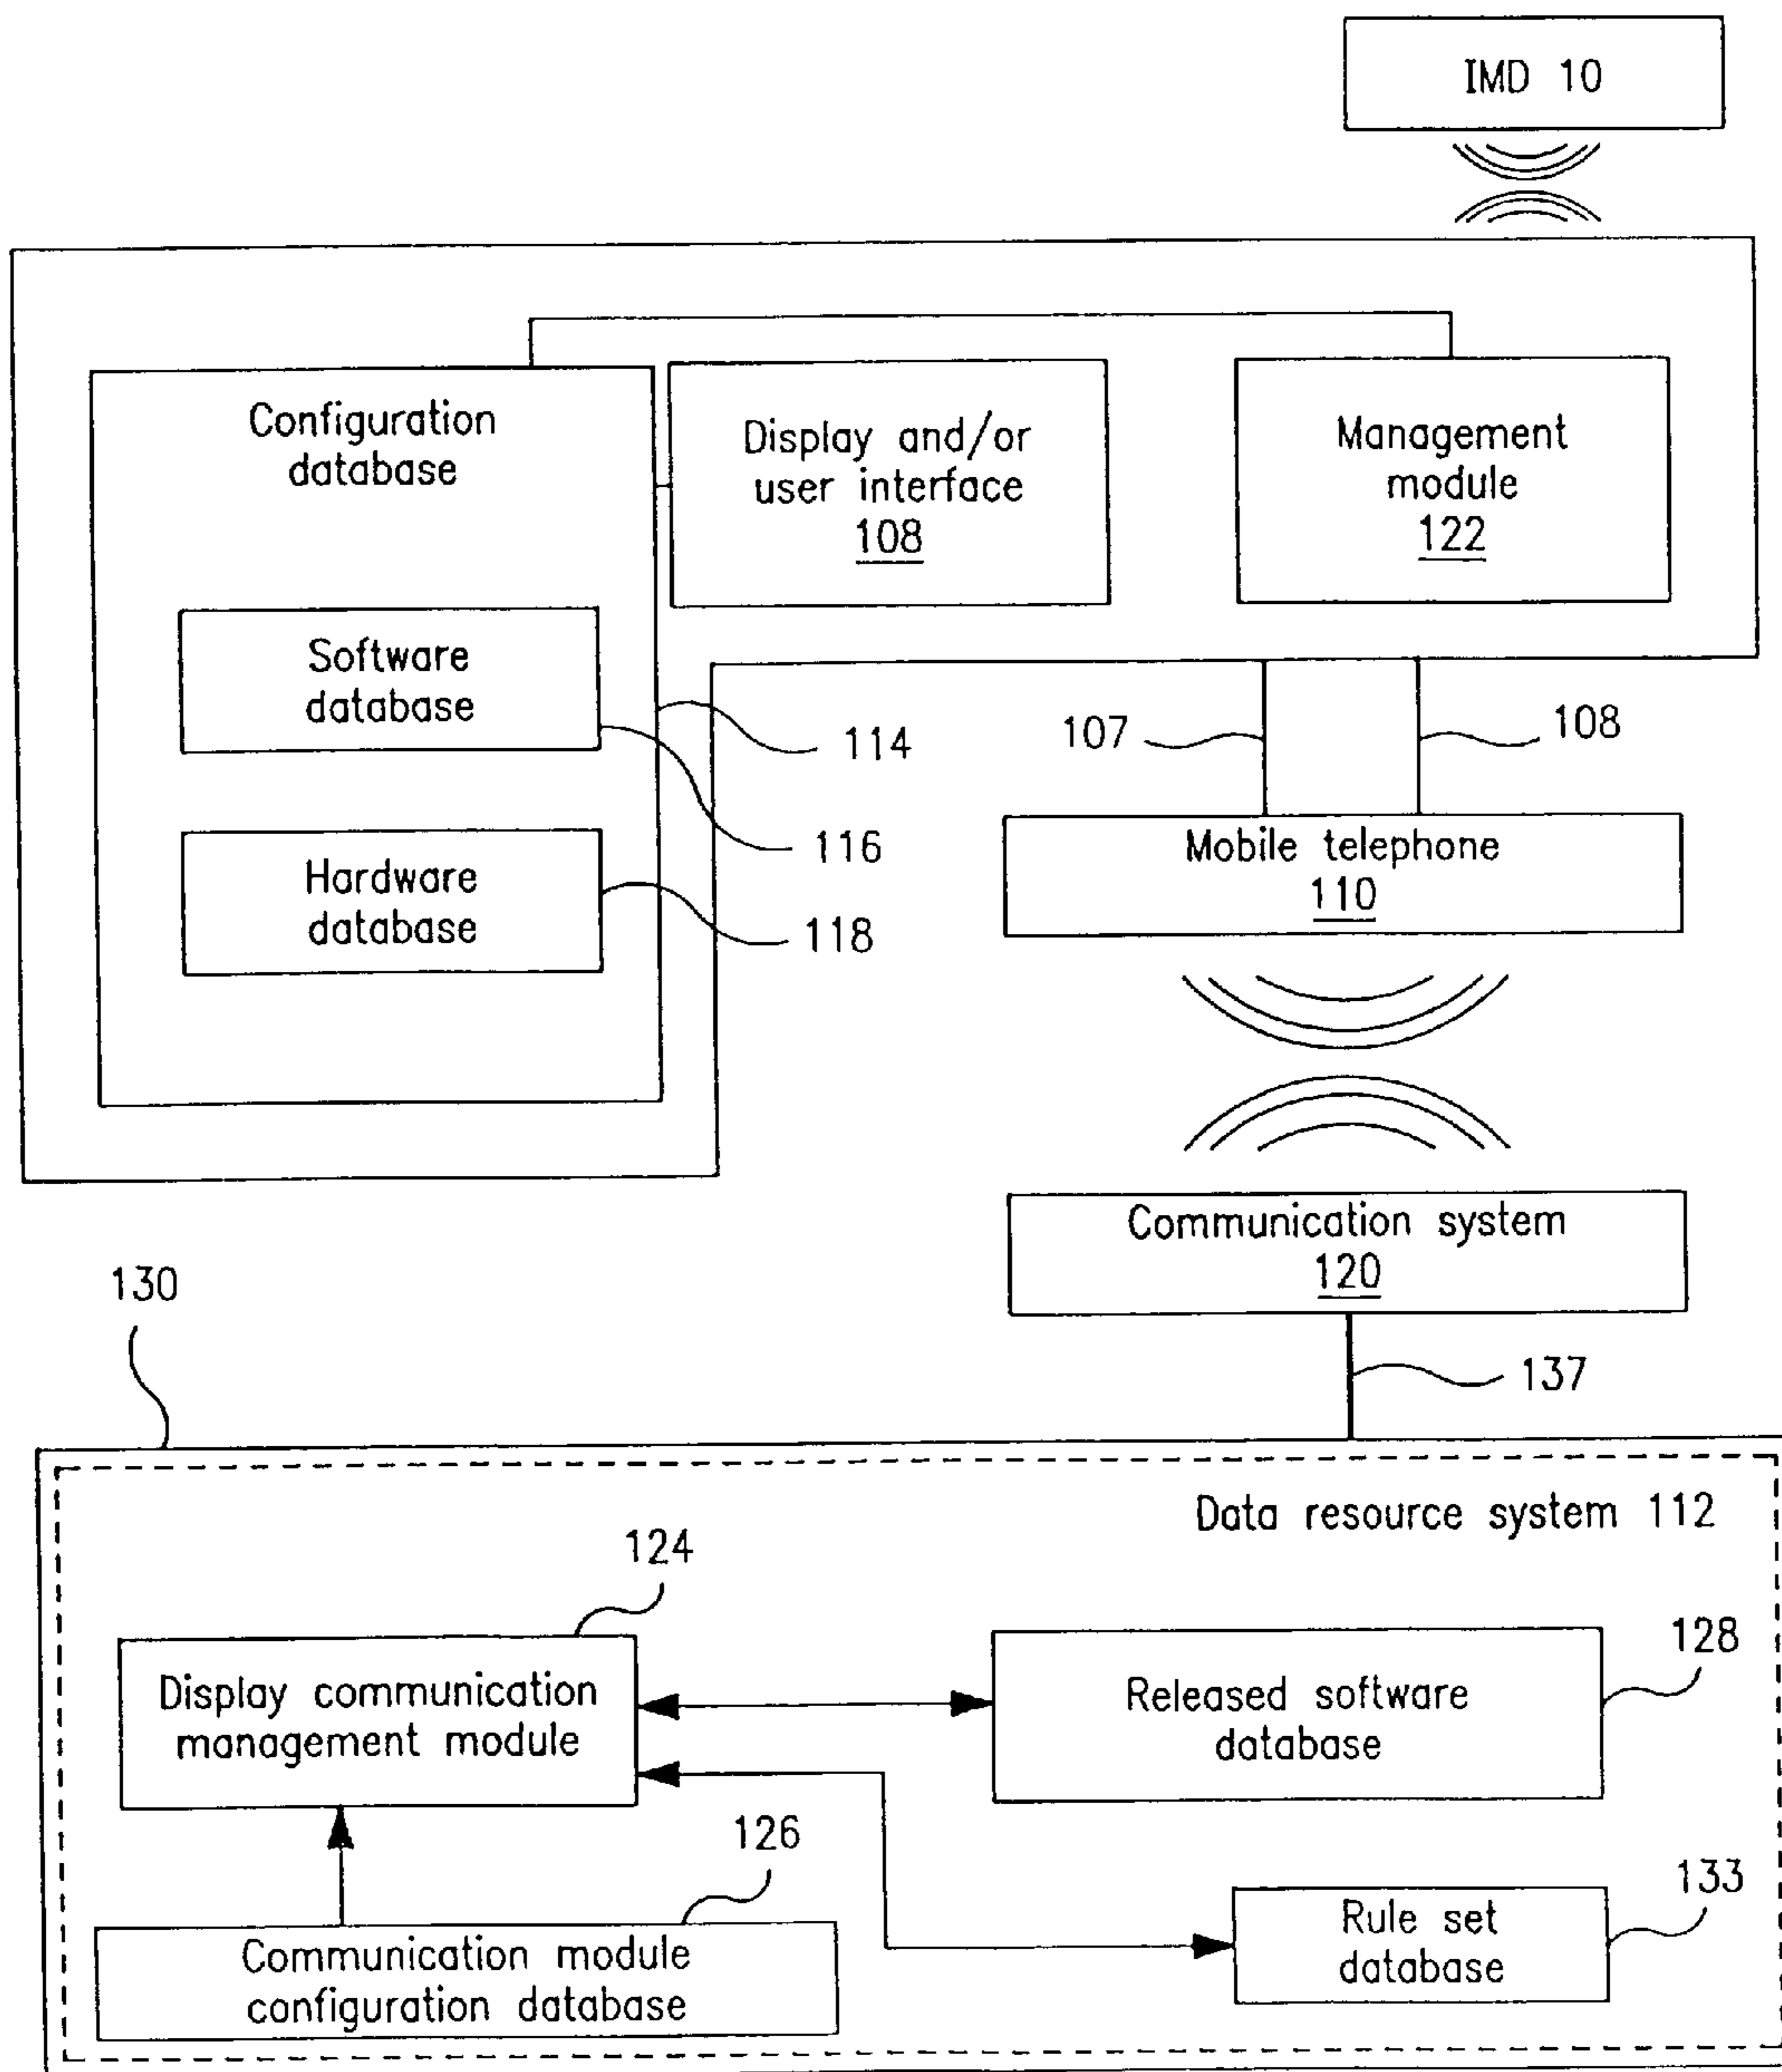 IMD 10
Configuration
database
Display and/or
user interface
108
Management
module
122
Software
database
114
107
108
116
Mobile telephone
110
Hardware
database
118
Communication system
120
130
137
Data resource system 112
124
128
Display communication
management module
Released software
database
126
133
Communication module
configuration database
Rule set
database